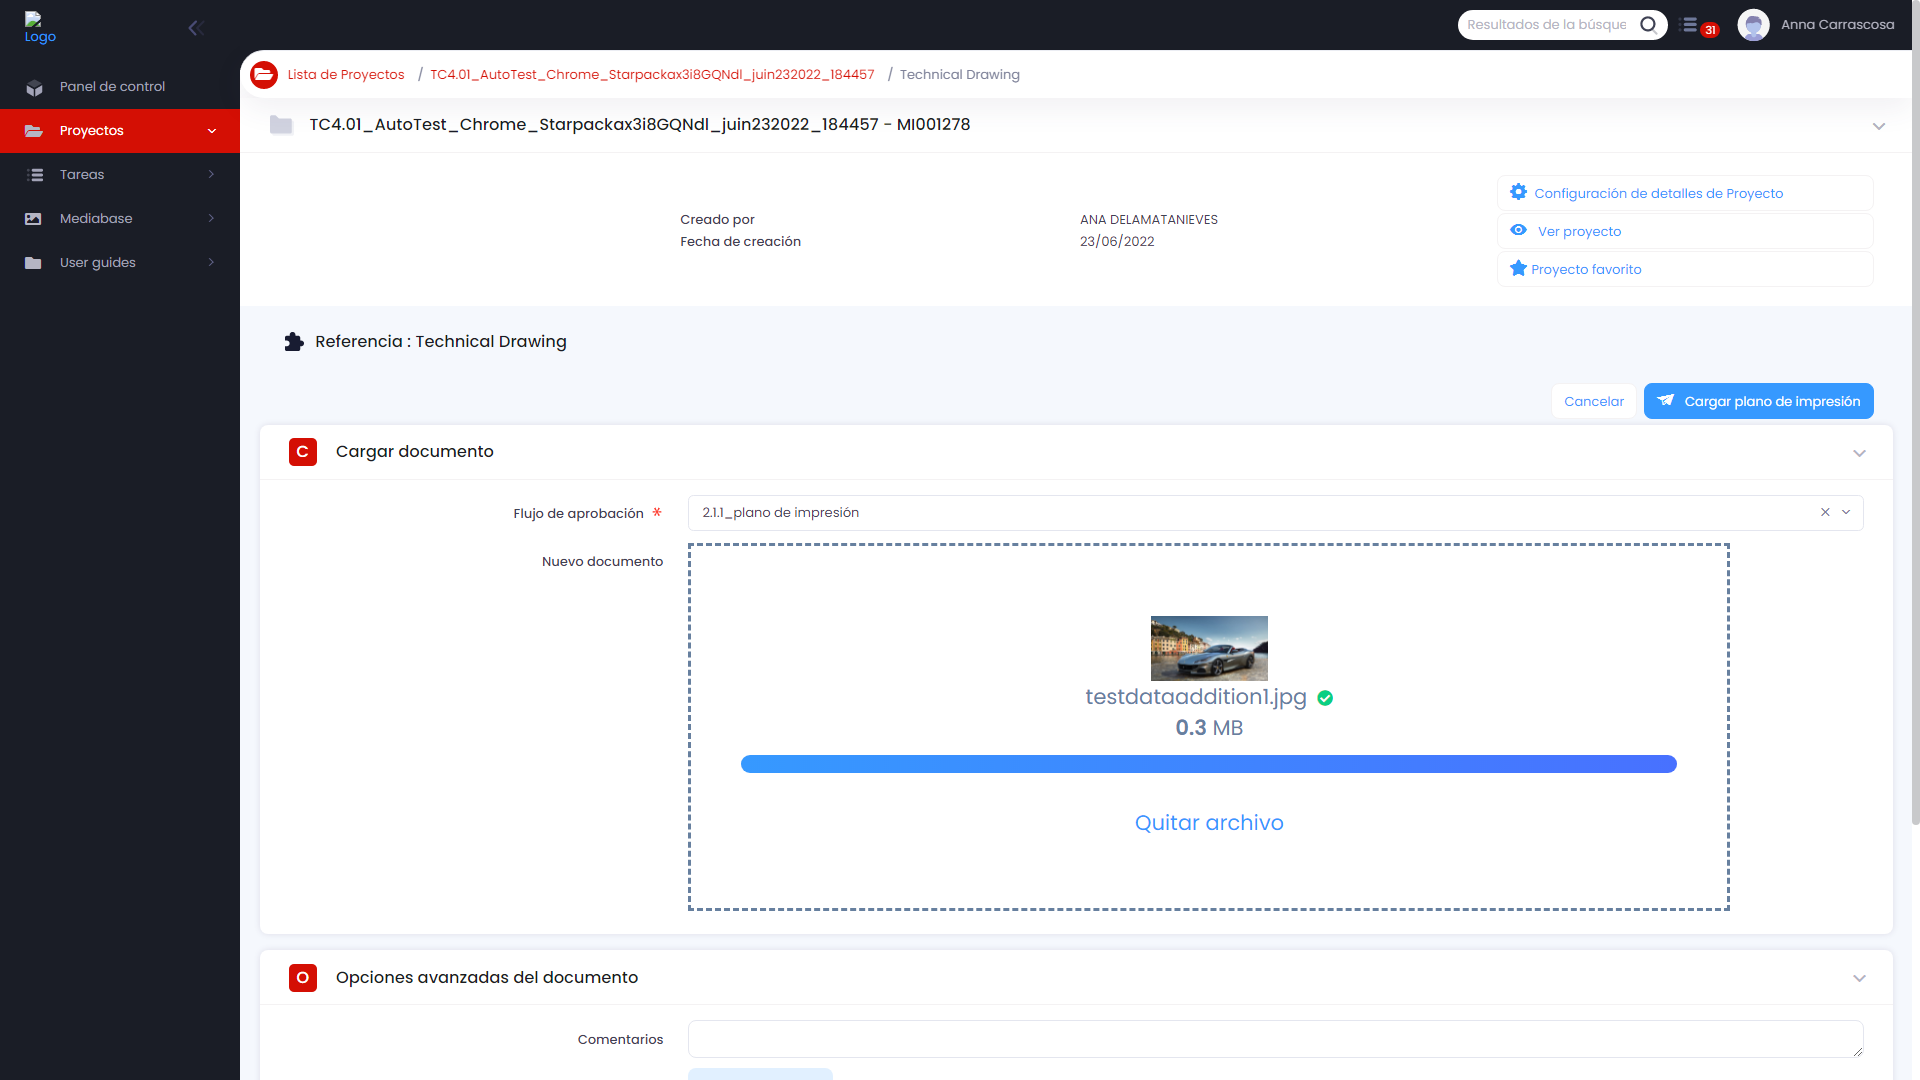 Logo
Resultados de la búsque
31
Anna Carrascosa
Panel de control
Proyectos
Tareas
Mediabase
User guides
Lista de Proyectos / TC4.01_AutoTest_Chrome_Starpackax3i8GQNdl_juin232022_184457 / Technical Drawing
TC4.01_AutoTest_Chrome_Starpackax3i8GQNdl_juin232022_184457 - MI001278
Creado por ANA DELAMATANIEVES
Fecha de creación 23/06/2022
Configuración de detalles de Proyecto
Ver proyecto
Proyecto favorito
Referencia : Technical Drawing
Cancelar
Cargar plano de impresión
C Cargar documento
Flujo de aprobación * 2.1.1_plano de impresión
Nuevo documento
testdataaddition1.jpg
0.3 MB
Quitar archivo
O Opciones avanzadas del documento
Comentarios